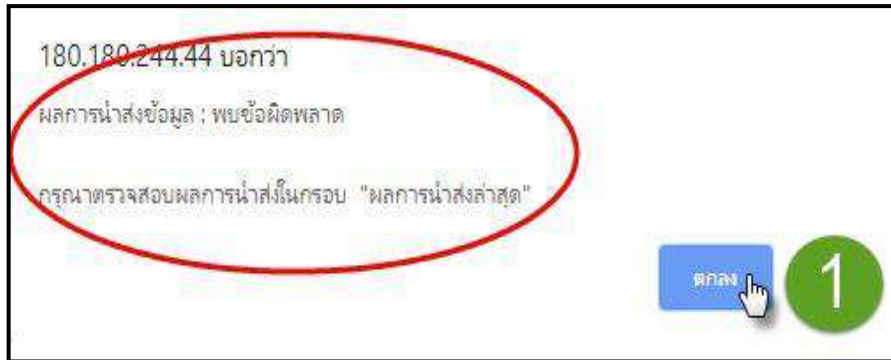 180.180.244.44 บอกว่า
ผลการนำส่งข้อมูล : พบข้อผิดพลาด
กรุณาตรวจสอบผลการนำส่งในกรอบ "ผลการนำส่งล่าสุด"
ตกลง
1